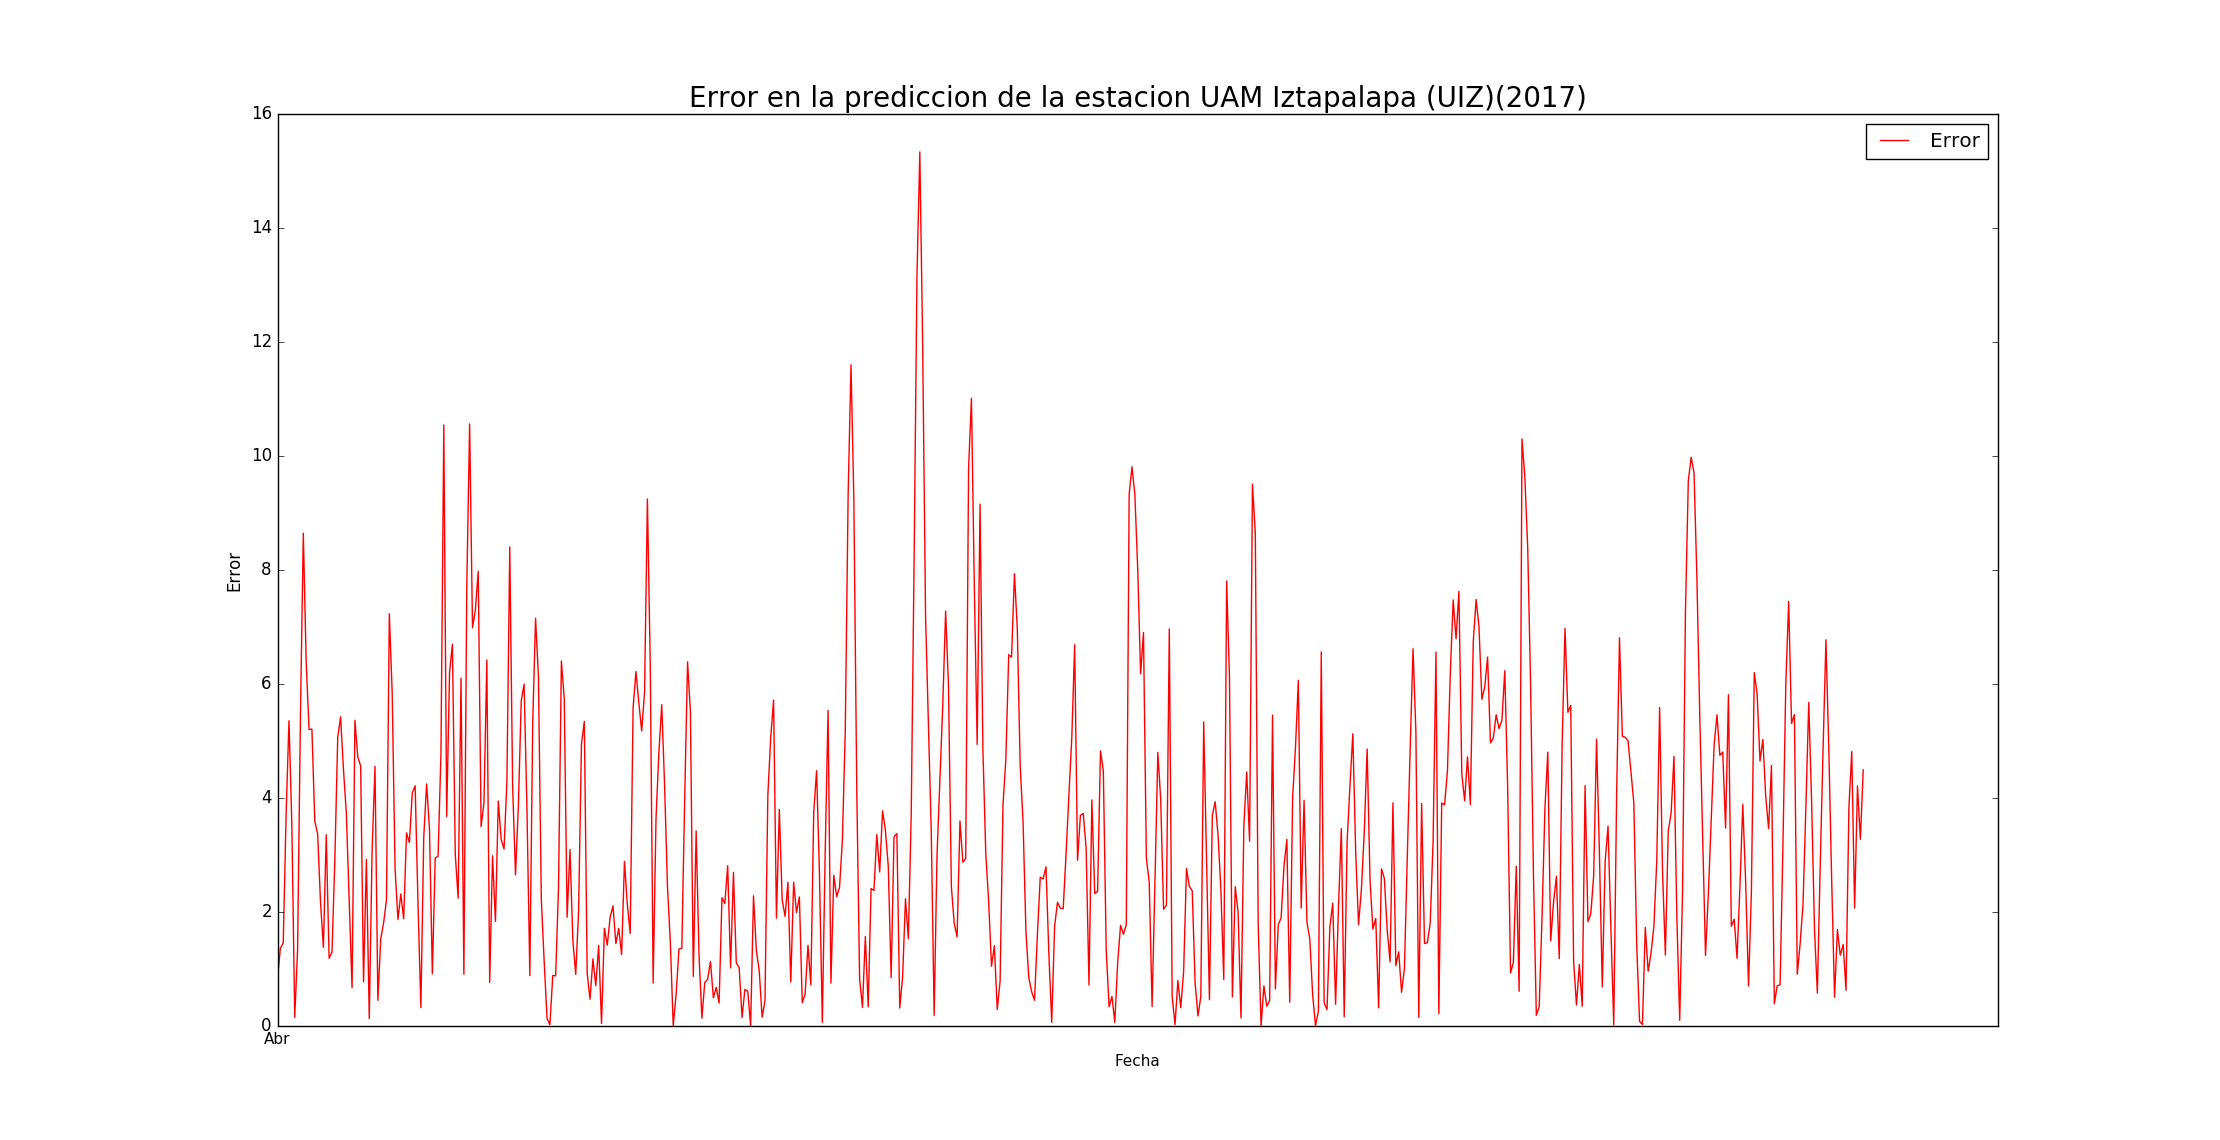 Error en la prediccion de la estacion UAM Iztapalapa (UIZ)(2017)
16
14
12
10
8
6
4
2
0
Error
Error
Abr
Fecha